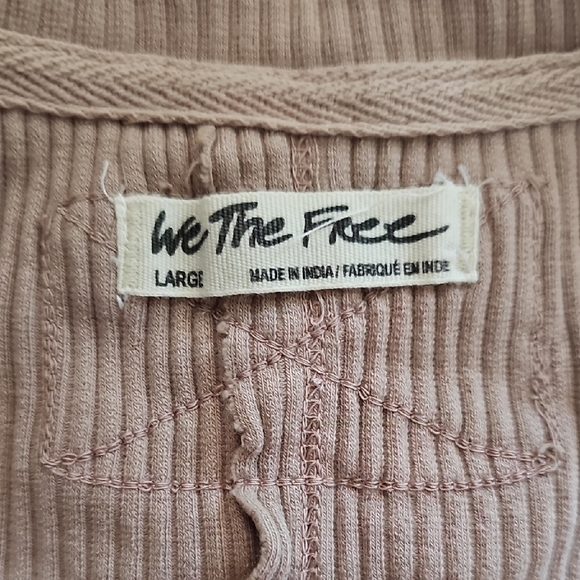 We The Free
LARGE
MADE IN INDIA / FABRIQUÉ EN INDE